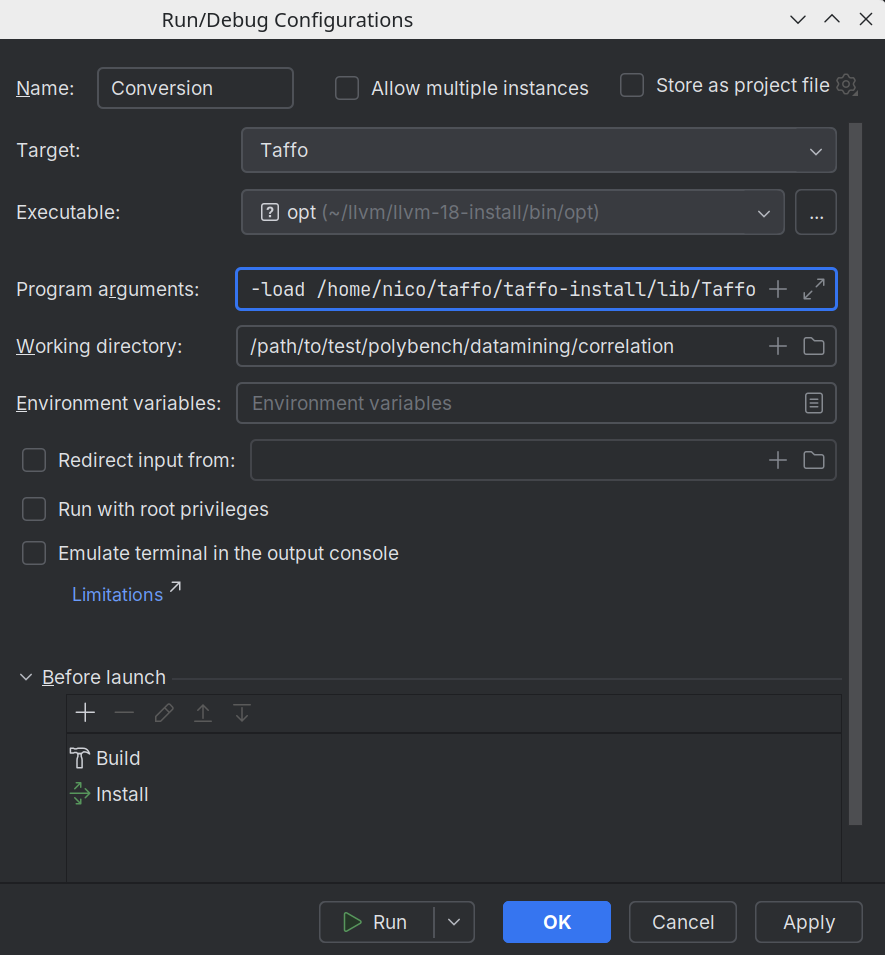 Run/Debug Configurations
Name: Conversion Allow multiple instances Store as project file
Target: Taffo
Executable: ? opt (~/llvm/llvm-18-install/bin/opt) ...
Program arguments: -load /home/nico/taffo/taffo-install/lib/Taffo
Working directory: /path/to/test/polybench/datamining/correlation
Environment variables: Environment variables
Redirect input from:
Run with root privileges
Emulate terminal in the output console
Limitations
Before launch
Build
Install
Run OK Cancel Apply